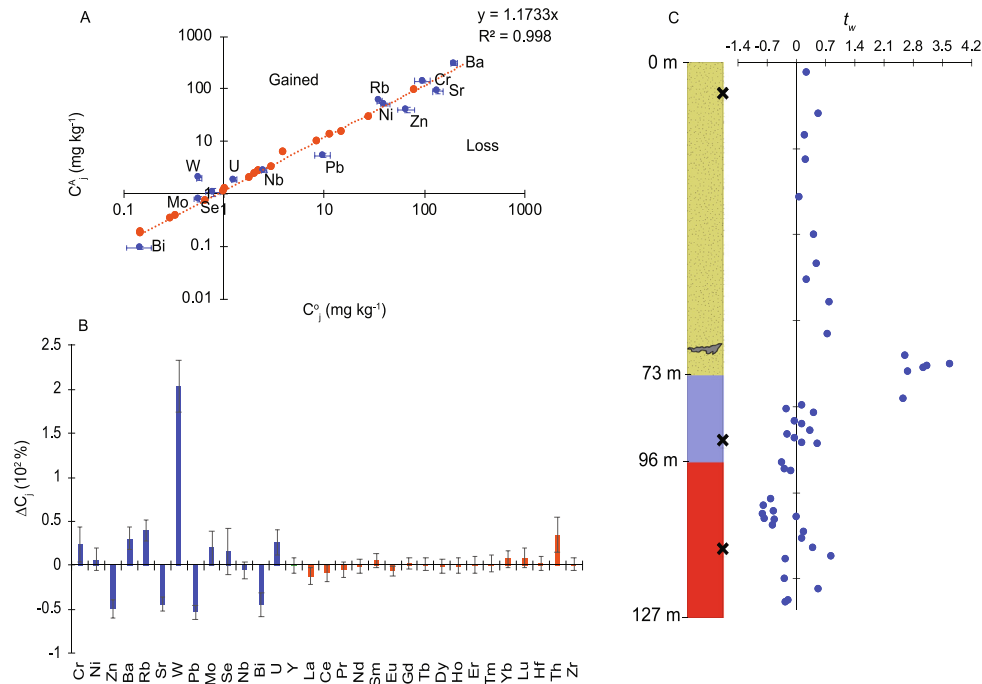 A
y = 1.1733x
R² = 0.998
1000
100
10
1
0.1
0.01
C^A_j (mg kg⁻¹)
Gained
Loss
Ba
Cr
Sr
Rb
Ni
Zn
Pb
W
U
Nb
Mo
Se
Bi
0.1
1
10
100
1000
C^o_j (mg kg⁻¹)
B
2.5
2
1.5
1
0.5
0
-0.5
-1
ΔC_j (10² %)
Cr Ni Zn Ba Rb Sr W Pb Mo Se Nb Bi U Y La Ce Pr Nd Sm Eu Gd Tb Dy Ho Er Tm Yb Lu Hf Th Zr
C
t_w
-1.4 -0.7 0 0.7 1.4 2.1 2.8 3.5 4.2
0 m
73 m
96 m
127 m